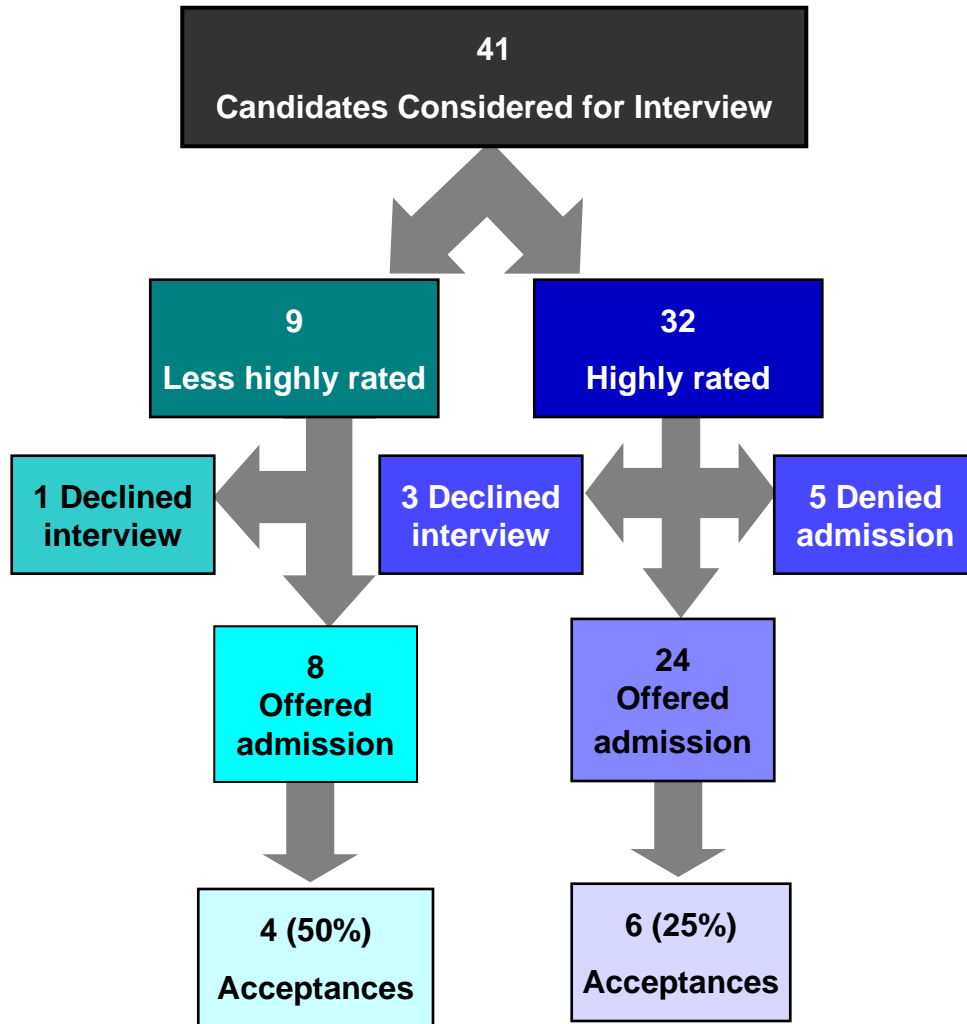 41
Candidates Considered for Interview
9
Less highly rated
32
Highly rated
1 Declined
interview
3 Declined
interview
5 Denied
admission
8
Offered
admission
24
Offered
admission
4 (50%)
Acceptances
6 (25%)
Acceptances